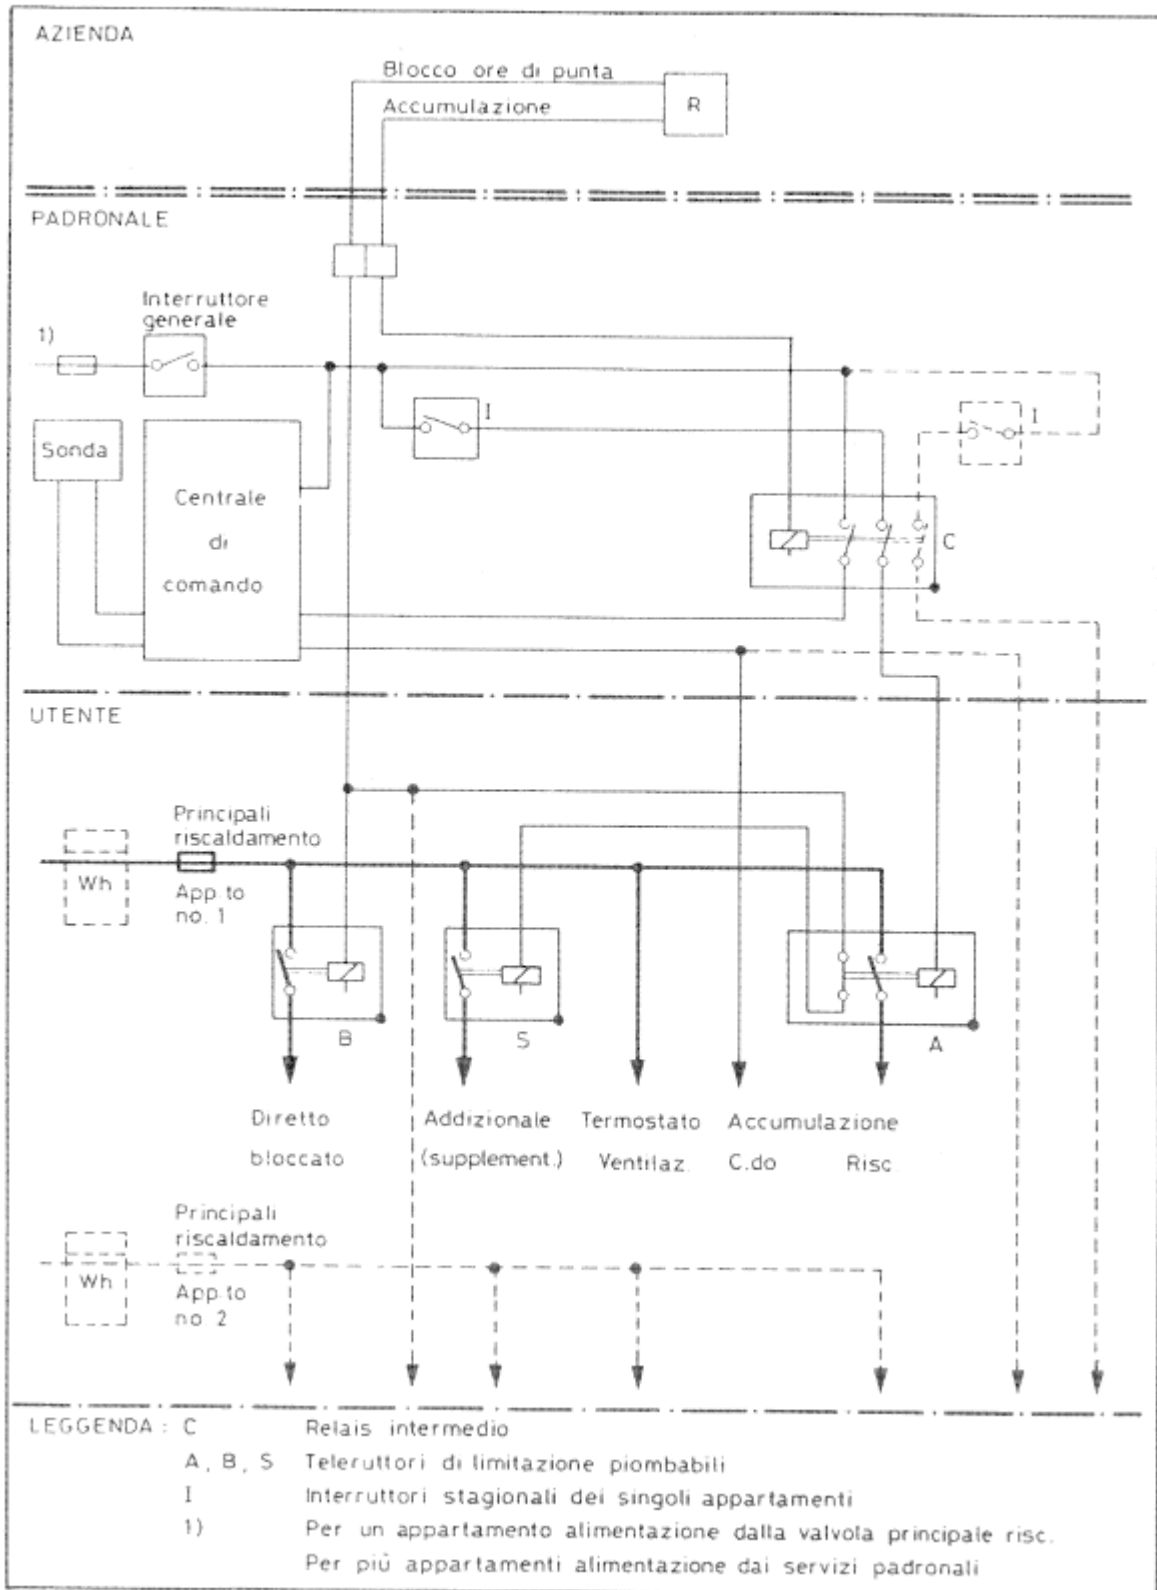 AZIENDA
Blocco ore di punta
Accumulazione
R
PADRONALE
Interruttore
generale
1)
I
I
Sonda
Centrale
di
comando
C
UTENTE
Principali
riscaldamento
Wh
App.to
no. 1
B
S
A
Diretto
bloccato
Addizionale
(supplement.)
Termostato
Ventilaz.
Accumulazione
C.do
Risc.
Principali
riscaldamento
Wh
App.to
no 2
LEGGENDA : C Relais intermedio
A, B, S Teleruttori di limitazione piombabili
I Interruttori stagionali dei singoli appartamenti
1) Per un appartamento alimentazione dalla valvola principale risc.
Per più appartamenti alimentazione dai servizi padronali